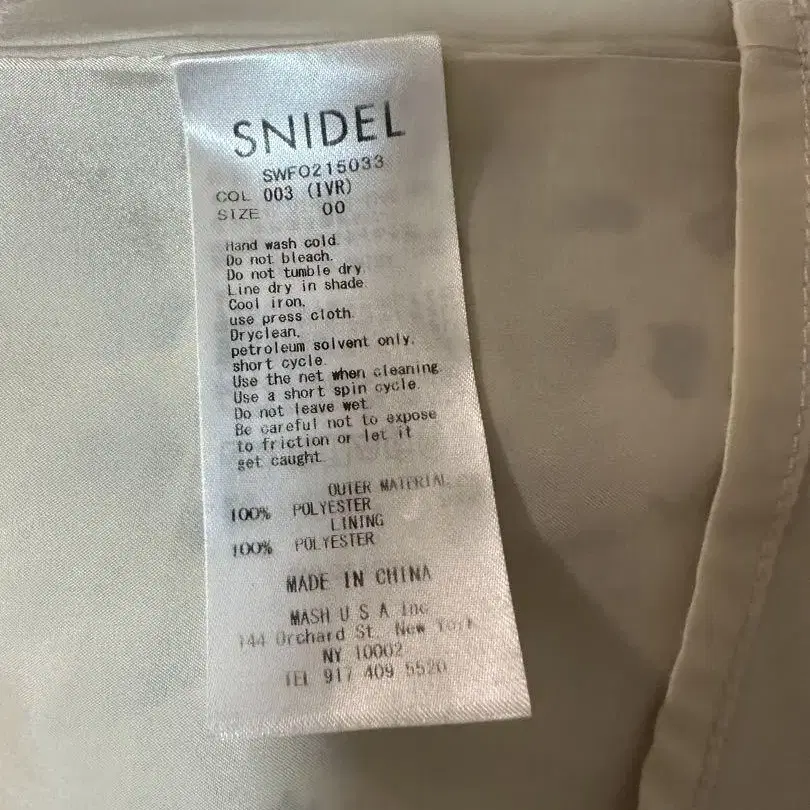 SNIDEL
SWFO215033
COL 003 (IVR)
SIZE 00
Hand wash cold.
Do not bleach.
Do not tumble dry.
Line dry in shade.
Cool iron.
use press cloth.
Dryclean,
petroleum solvent only,
short cycle.
Use the net when cleaning.
Use a short spin cycle.
Do not leave wet.
Be careful not to expose
to friction or let it
get caught.
OUTER MATERIAL
100% POLYESTER
LINING
100% POLYESTER
MADE IN CHINA
MASH U S A Inc
144 Orchard St. New York
NY 10002
TEL 917 409 5520